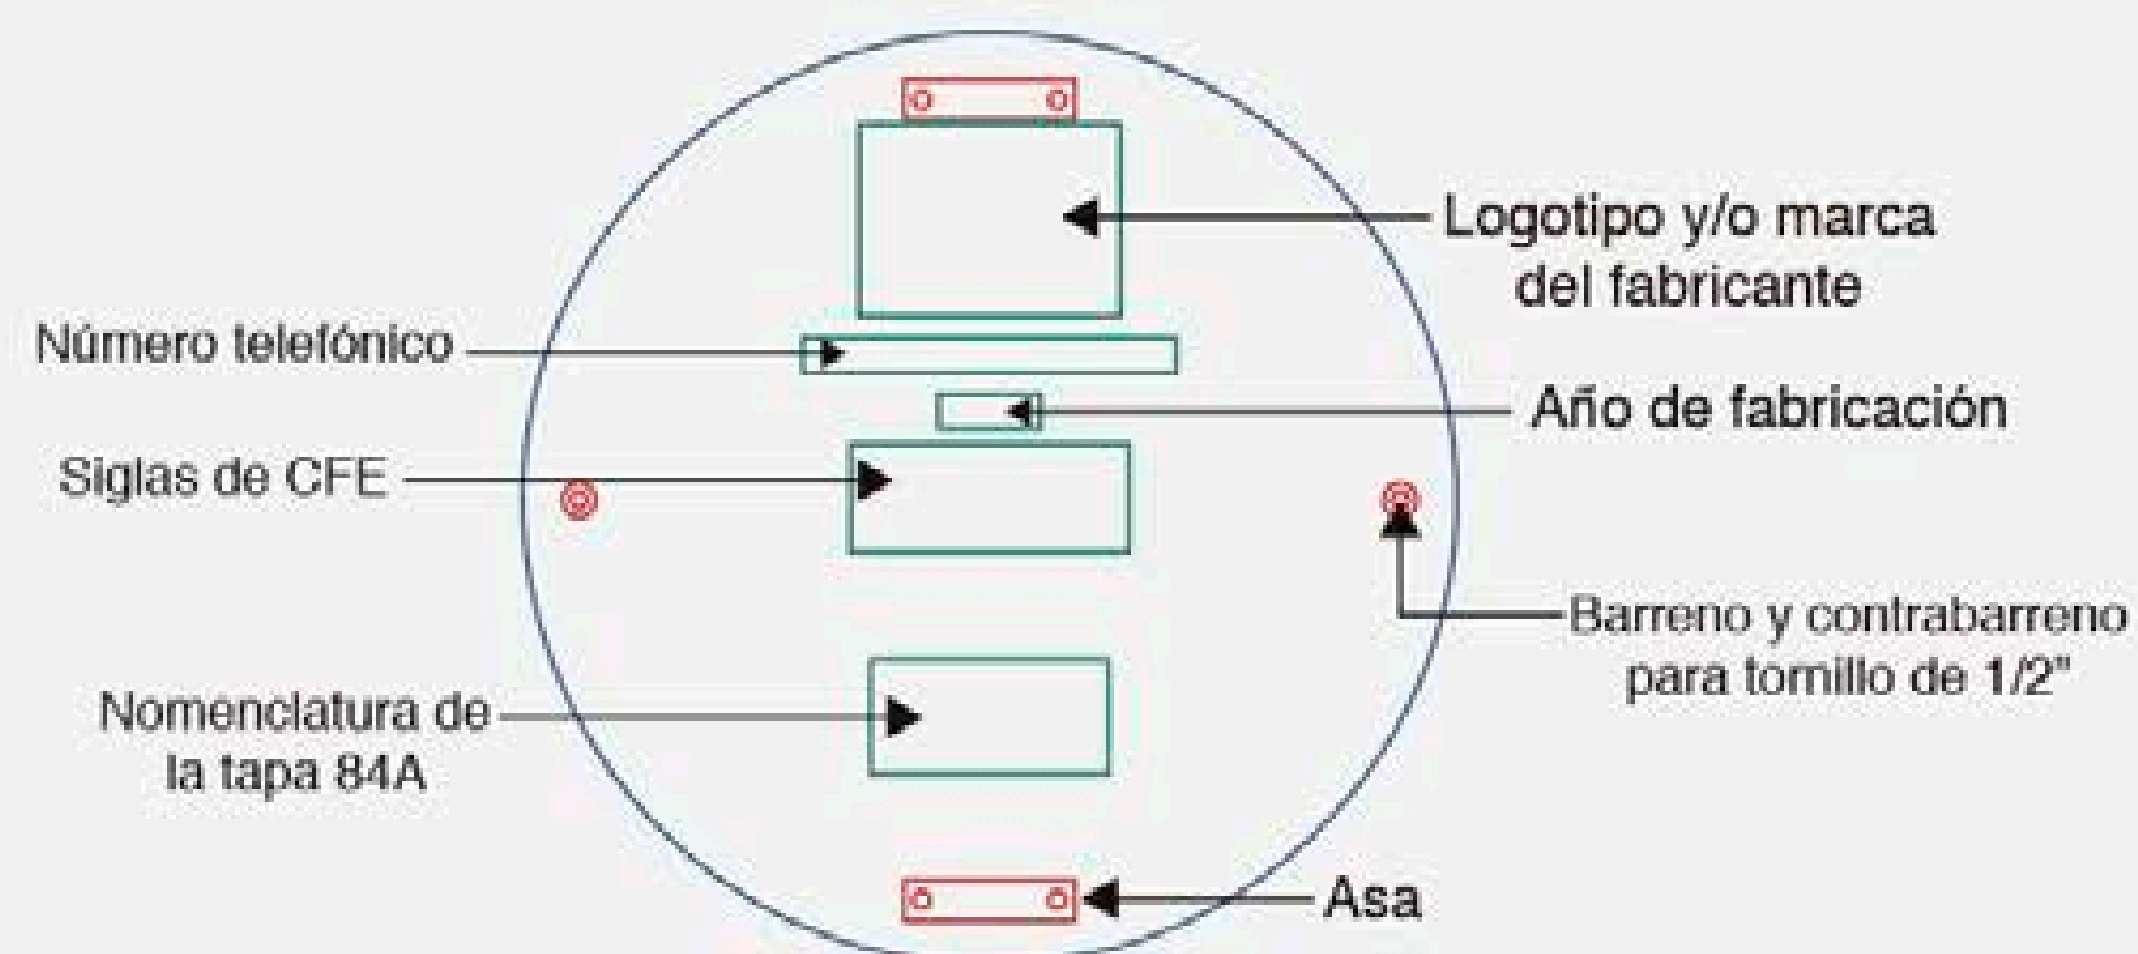 Logotipo y/o marca
del fabricante
Número telefónico
Año de fabricación
Siglas de CFE
Barreno y contrabarreno
para tornillo de 1/2"
Nomenclatura de
la tapa 84A
Asa